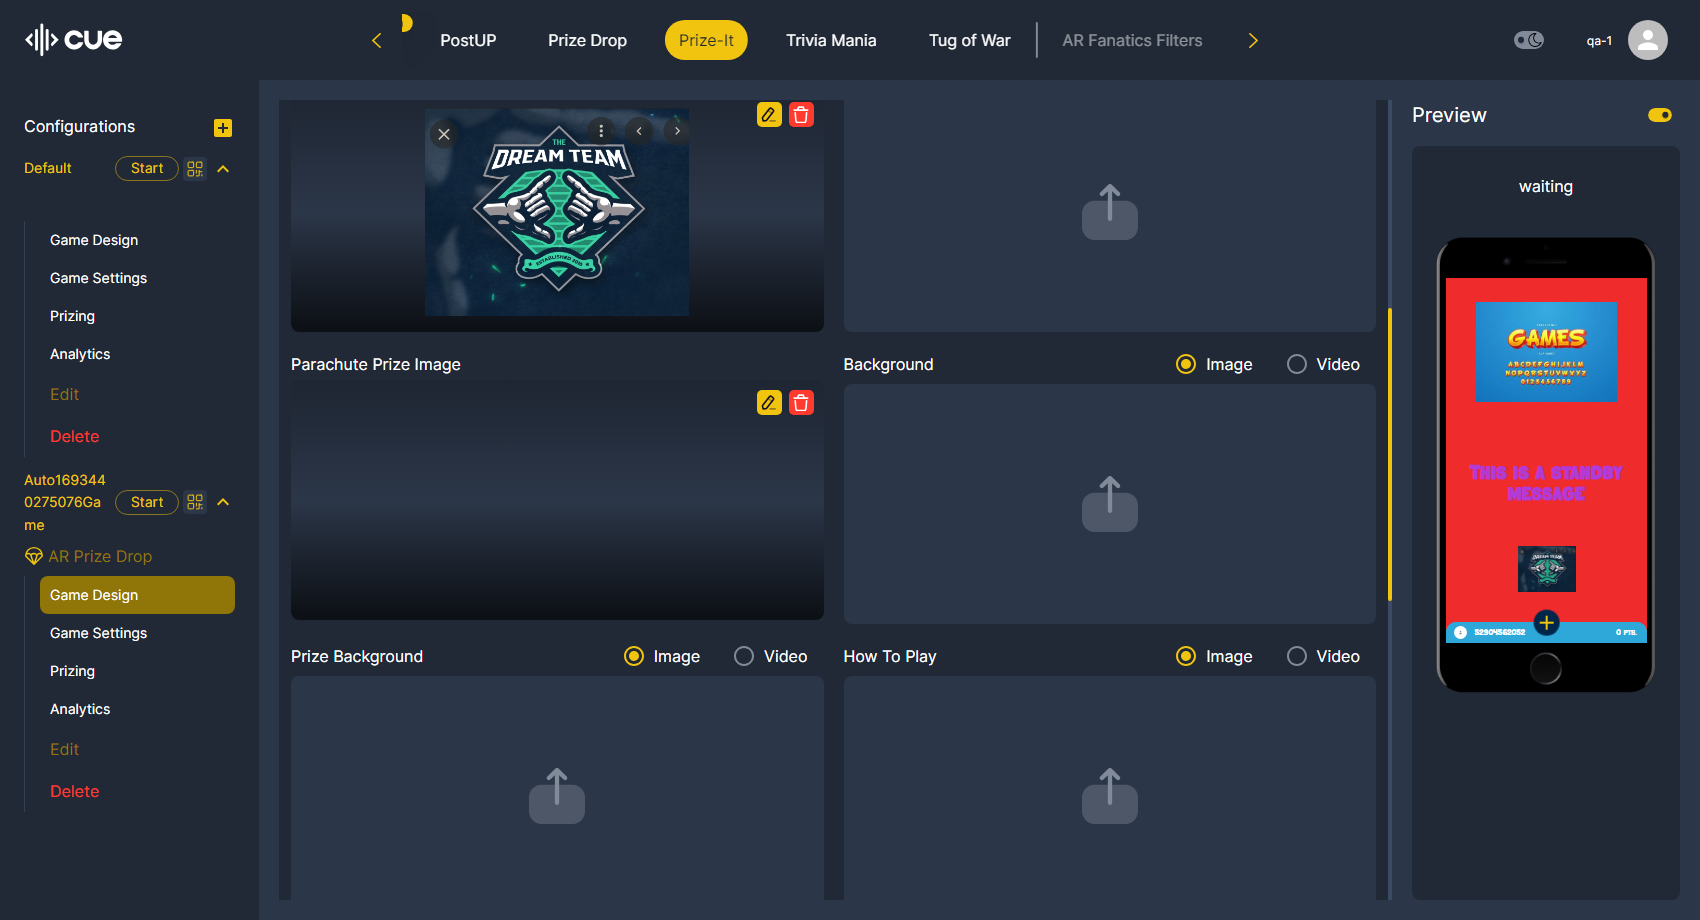 cue
PostUP
Prize Drop
Prize-It
Trivia Mania
Tug of War
AR Fanatics Filters
qa-1
Configurations
Default
Start
Game Design
Game Settings
Prizing
Analytics
Edit
Delete
Auto169344
0275076Ga
me
Start
AR Prize Drop
Game Design
Game Settings
Prizing
Analytics
Edit
Delete
THE
DREAM TEAM
Parachute Prize Image
Background
Image
Video
Prize Background
Image
Video
How To Play
Image
Video
Preview
waiting
GAMES
ABCDEFGHIJKLM
NOPQRSTUVWXYZ
0123456789
THIS IS A STANDBY
MESSAGE
DREAM TEAM
52904562052
0 PTS.